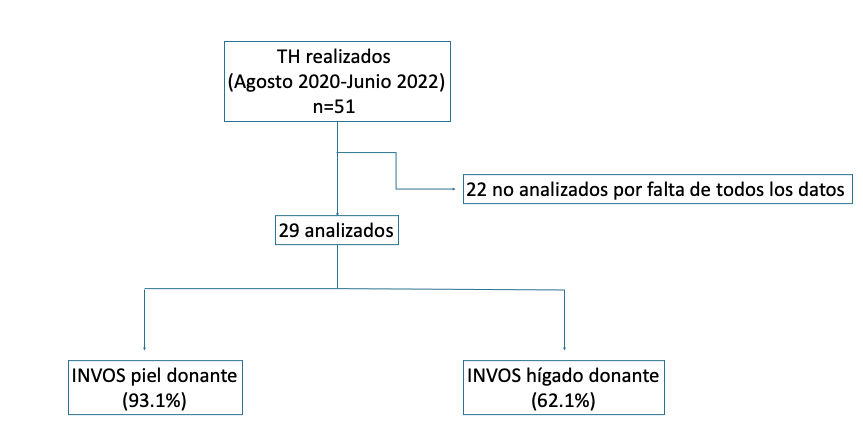 TH realizados
(Agosto 2020-Junio 2022)
n=51
22 no analizados por falta de todos los datos
29 analizados
INVOS piel donante
(93.1%)
INVOS hígado donante
(62.1%)